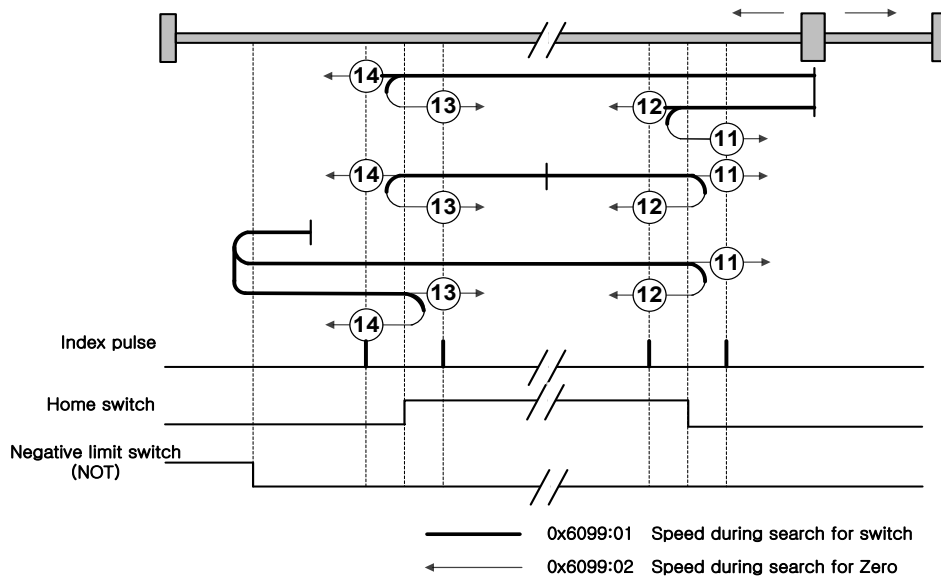 14
13
12
11
14
11
13
12
11
13
12
14
Index pulse
Home switch
Negative limit switch
(NOT)
0x6099:01 Speed during search for switch
0x6099:02 Speed during search for Zero